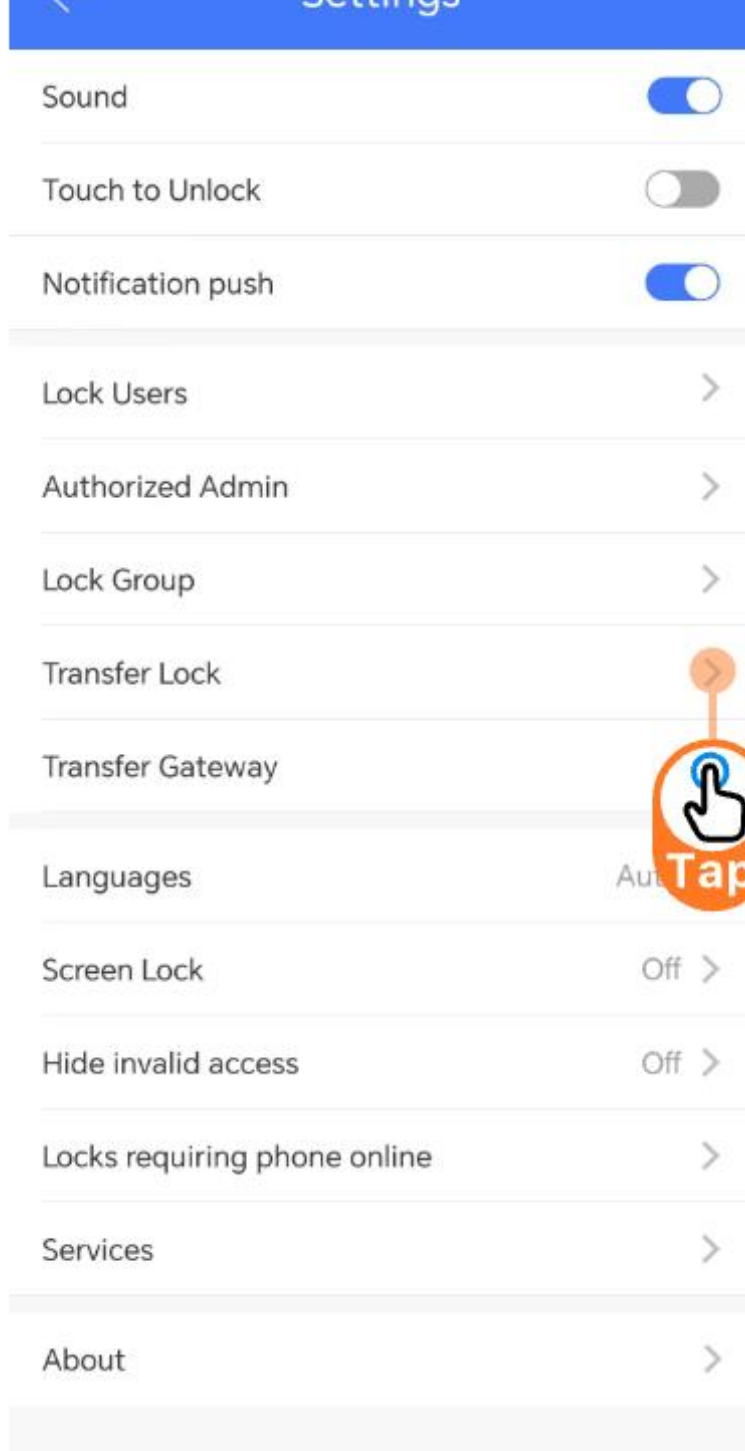 Settings
Sound
Touch to Unlock
Notification push
Lock Users
Authorized Admin
Lock Group
Transfer Lock
Transfer Gateway
Tap
Languages
Screen Lock Off
Hide invalid access Off
Locks requiring phone online
Services
About